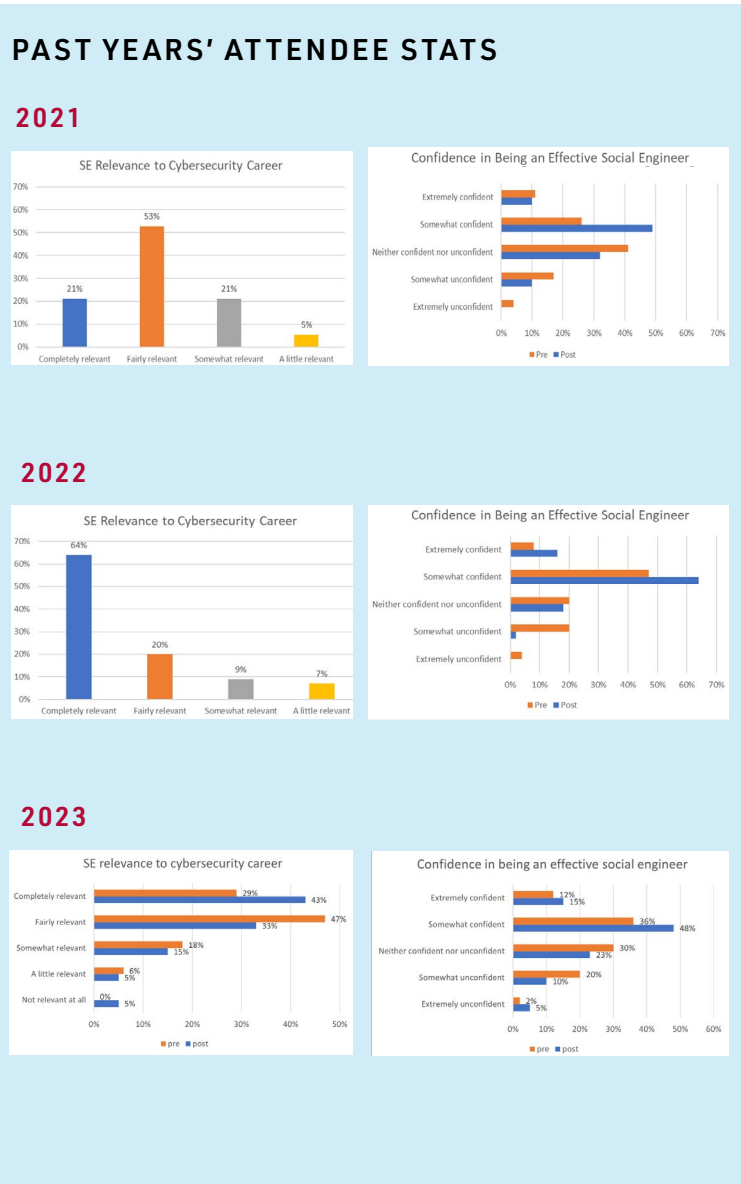 PAST YEARS' ATTENDEE STATS
2021
SE Relevance to Cybersecurity Career
70%
60%
50%
40%
30%
20%
10%
0%
21%
53%
21%
5%
Completely relevant
Fairly relevant
Somewhat relevant
A little relevant
Confidence in Being an Effective Social Engineer
Extremely confident
Somewhat confident
Neither confident nor unconfident
Somewhat unconfident
Extremely unconfident
0% 10% 20% 30% 40% 50% 60% 70%
Pre Post
2022
SE Relevance to Cybersecurity Career
70%
60%
50%
40%
30%
20%
10%
0%
64%
20%
9%
7%
Completely relevant
Fairly relevant
Somewhat relevant
A little relevant
Confidence in Being an Effective Social Engineer
Extremely confident
Somewhat confident
Neither confident nor unconfident
Somewhat unconfident
Extremely unconfident
0% 10% 20% 30% 40% 50% 60% 70%
Pre Post
2023
SE relevance to cybersecurity career
Completely relevant
29%
43%
Fairly relevant
47%
33%
Somewhat relevant
18%
15%
A little relevant
6%
5%
Not relevant at all
0%
5%
0% 10% 20% 30% 40% 50%
pre post
Confidence in being an effective social engineer
Extremely confident
12%
15%
Somewhat confident
36%
48%
Neither confident nor unconfident
30%
23%
Somewhat unconfident
20%
10%
Extremely unconfident
2%
5%
0% 10% 20% 30% 40% 50% 60%
pre post